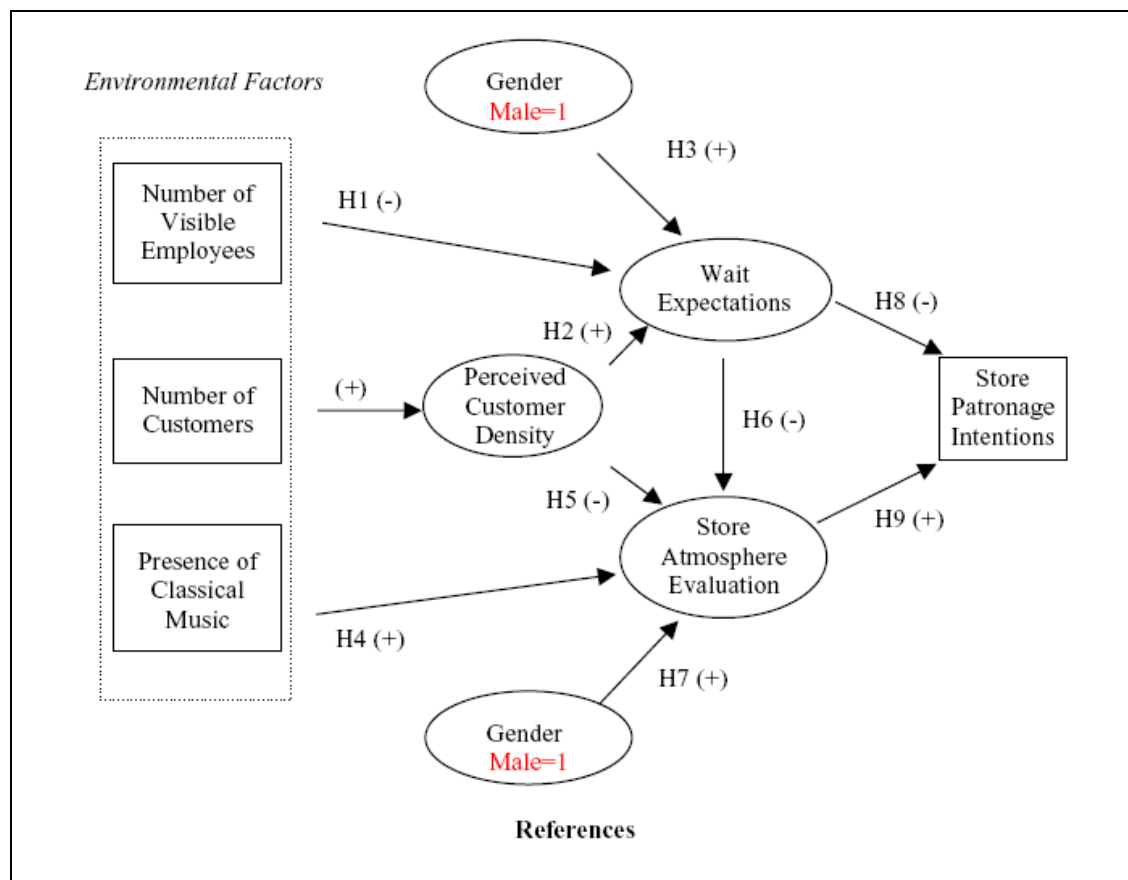 Environmental Factors
Gender
Male=1
H3 (+)
Number of
Visible
Employees
H1 (-)
Wait
Expectations
H8 (-)
H2 (+)
Number of
Customers
(+)
Perceived
Customer
Density
H6 (-)
Store
Patronage
Intentions
H5 (-)
Store
Atmosphere
Evaluation
H9 (+)
Presence of
Classical
Music
H4 (+)
H7 (+)
Gender
Male=1
References